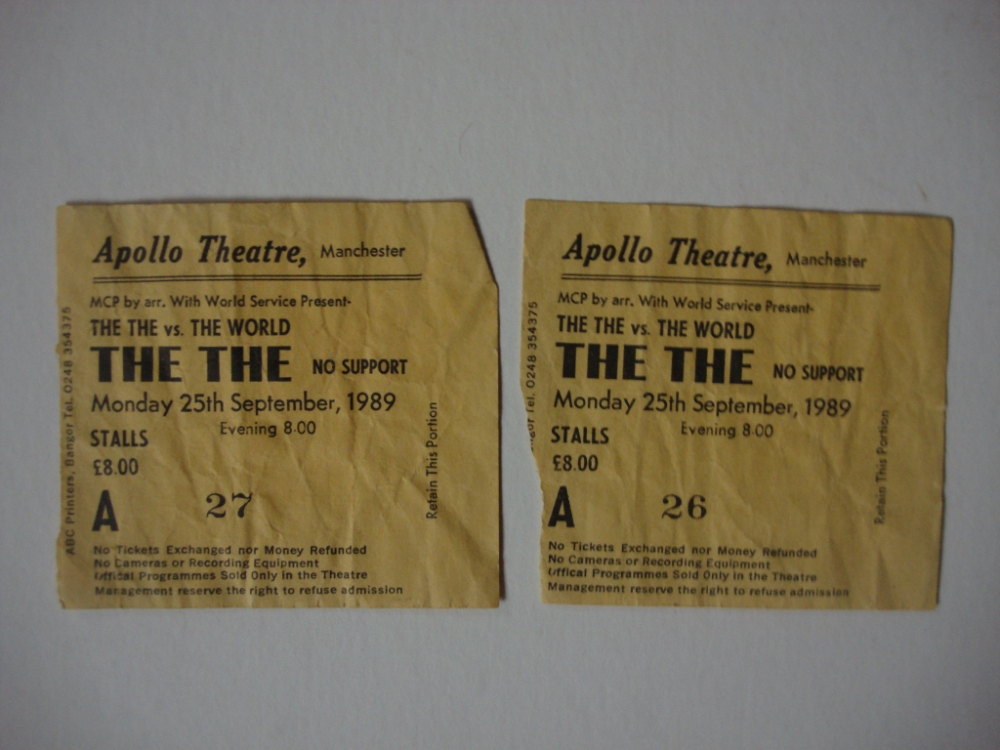 Apollo Theatre, Manchester
MCP by arr. With World Service Present-
THE THE vs. THE WORLD
THE THE NO SUPPORT
Monday 25th September, 1989
Evening 8.00
STALLS
£8.00
A 27
No Tickets Exchanged nor Money Refunded
No Cameras or Recording Equipment
Offical Programmes Sold Only in the Theatre
Management reserve the right to refuse admission
ABC Printers, Bangor Tel. 0248 354375
Retain This Portion
Apollo Theatre, Manchester
MCP by arr. With World Service Present-
THE THE vs. THE WORLD
THE THE NO SUPPORT
Monday 25th September, 1989
Evening 8.00
STALLS
£8.00
A 26
No Tickets Exchanged nor Money Refunded
No Cameras or Recording Equipment
Offical Programmes Sold Only in the Theatre
Management reserve the right to refuse admission
Tel. 0248 354375
Retain This Portion